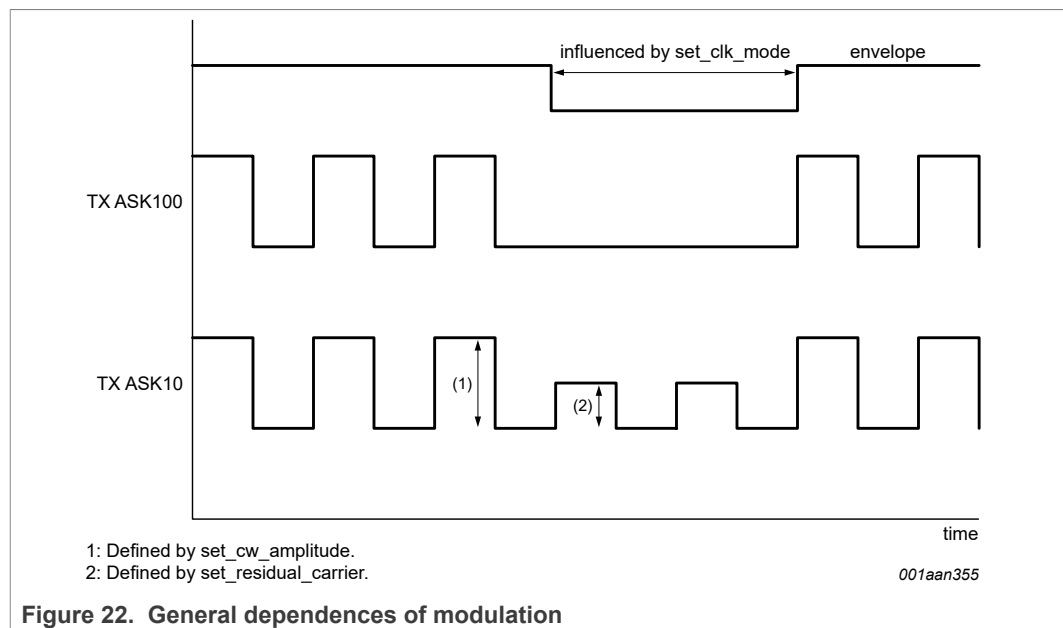 influenced by set_clk_mode
envelope
TX ASK100
TX ASK10
(1)
(2)
time
1: Defined by set_cw_amplitude.
2: Defined by set_residual_carrier.
001aan355
Figure 22. General dependences of modulation